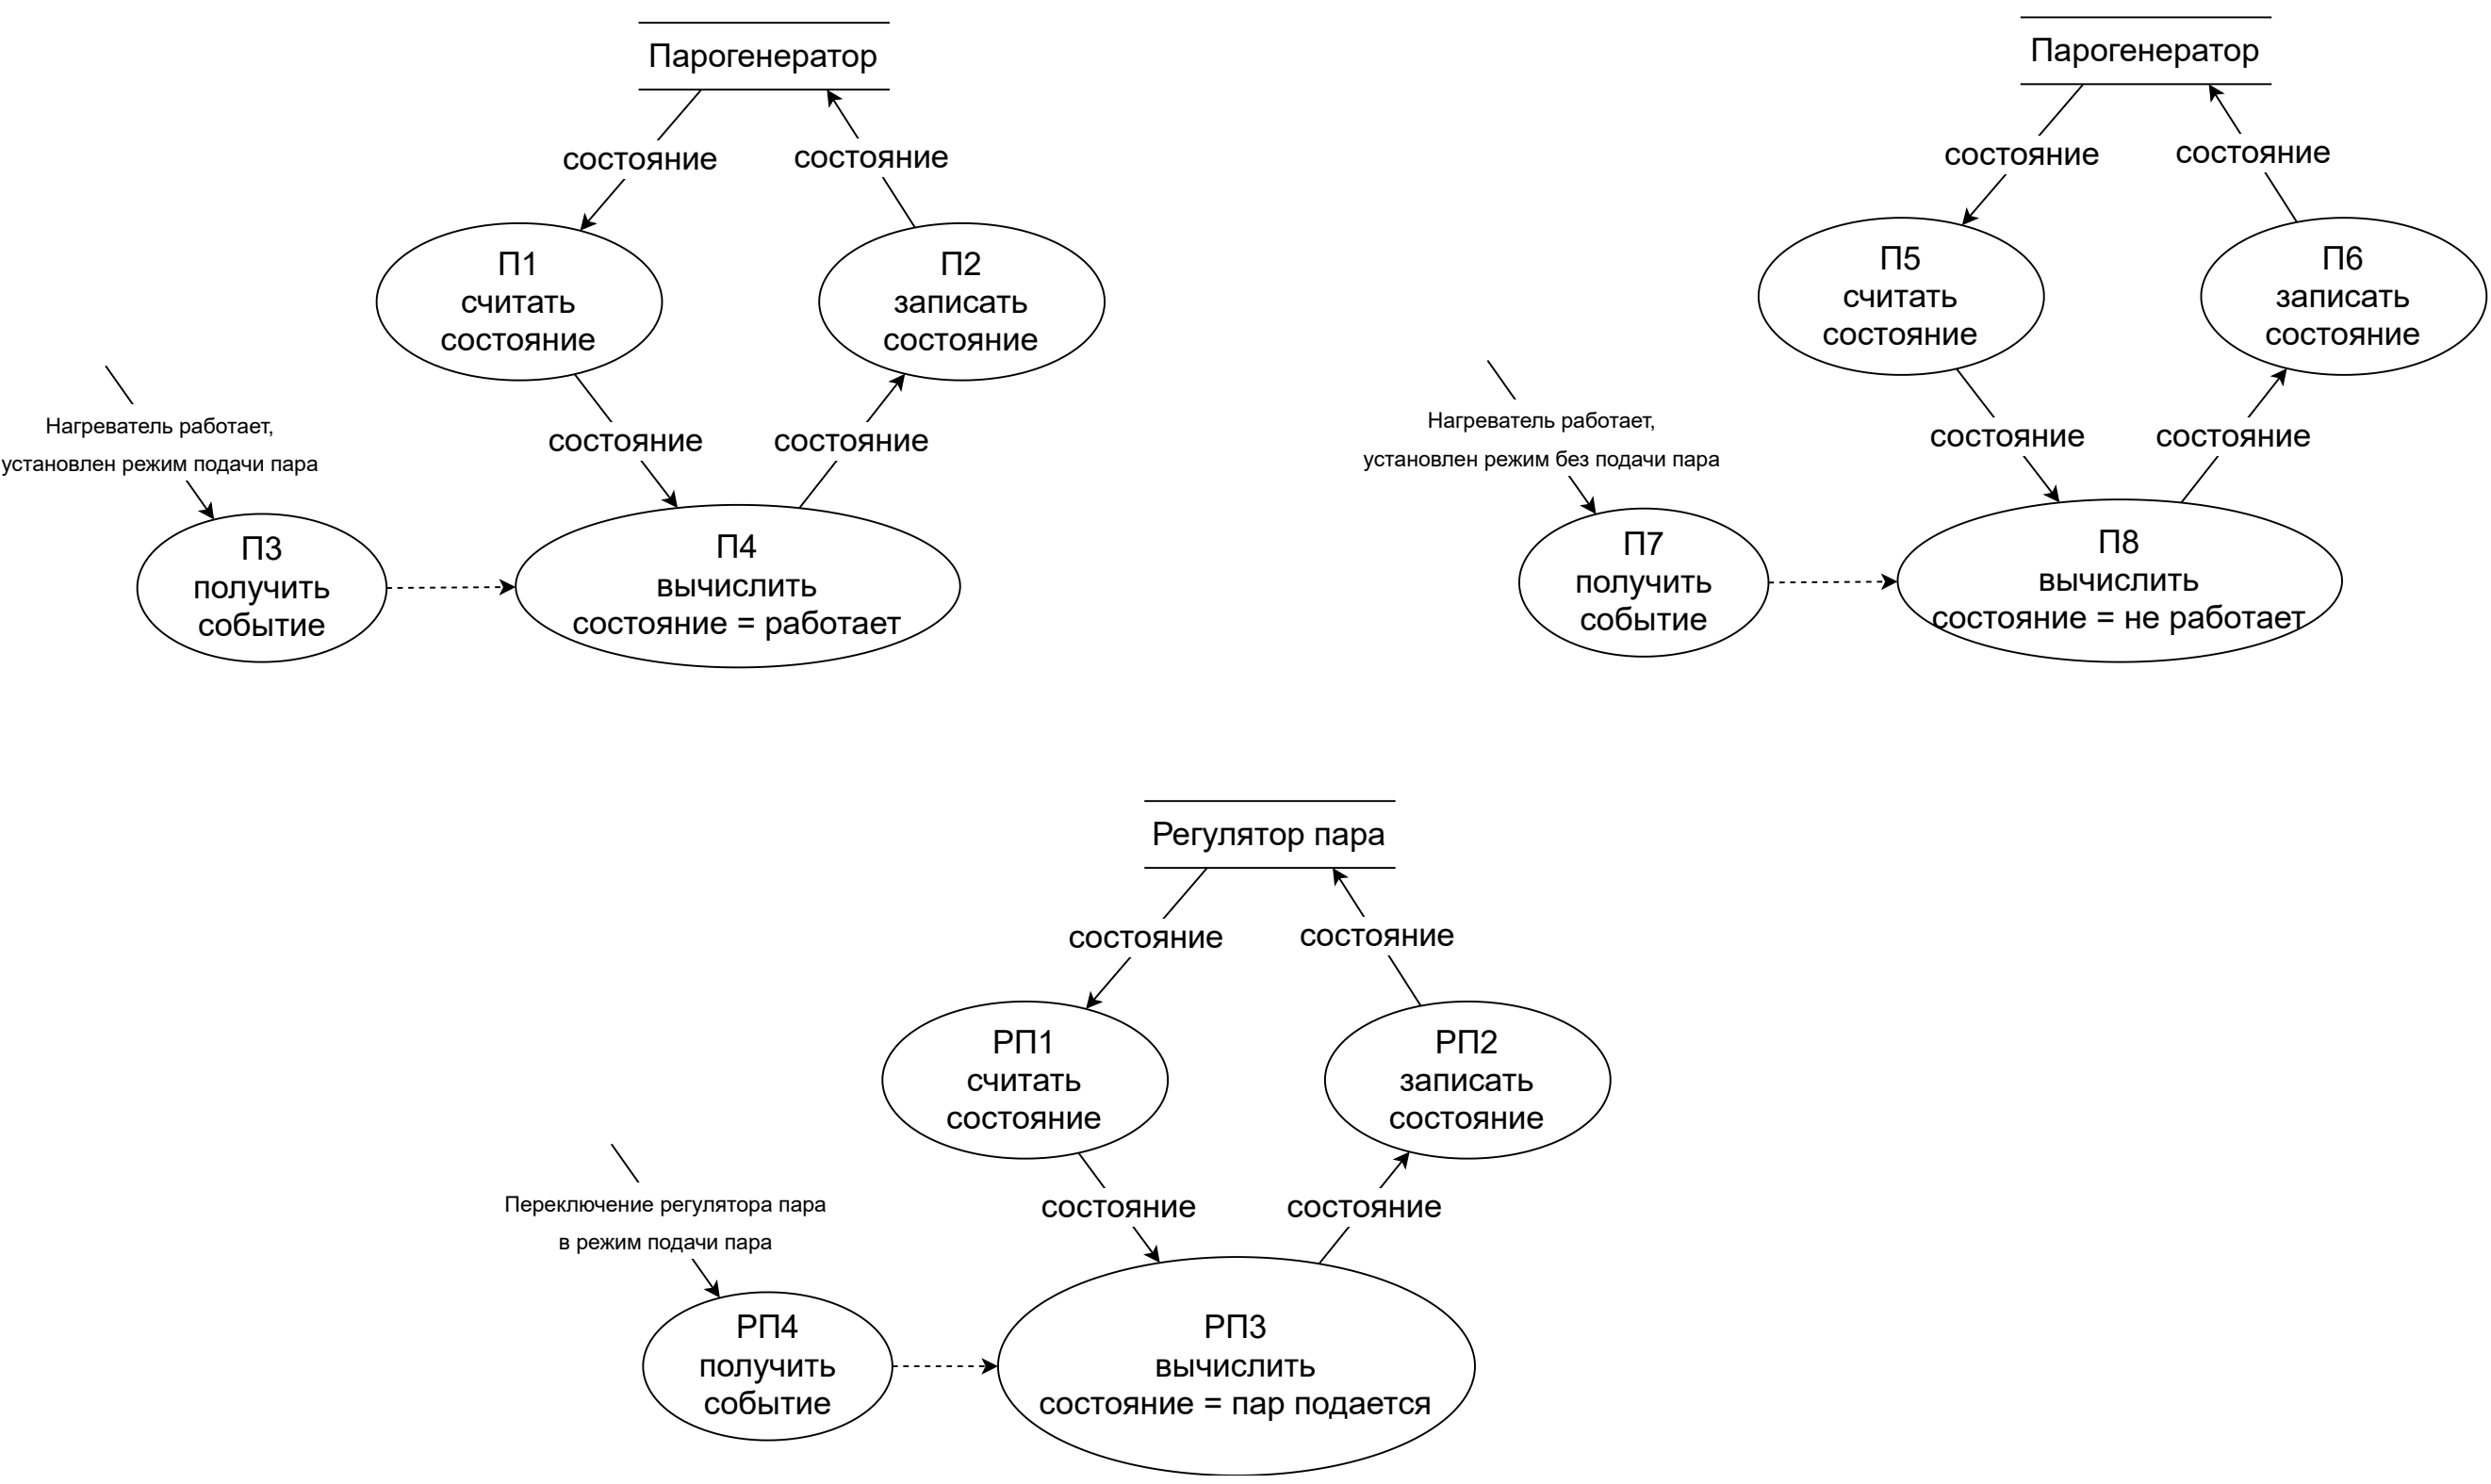 Парогенератор
состояние
состояние
П1
считать
состояние
П2
записать
состояние
Нагреватель работает,
установлен режим подачи пара
состояние
состояние
П3
получить
событие
П4
вычислить
состояние = работает
Парогенератор
состояние
состояние
П5
считать
состояние
П6
записать
состояние
Нагреватель работает,
установлен режим без подачи пара
состояние
состояние
П7
получить
событие
П8
вычислить
состояние = не работает
Регулятор пара
состояние
состояние
РП1
считать
состояние
РП2
записать
состояние
Переключение регулятора пара
в режим подачи пара
состояние
состояние
РП4
получить
событие
РП3
вычислить
состояние = пар подается